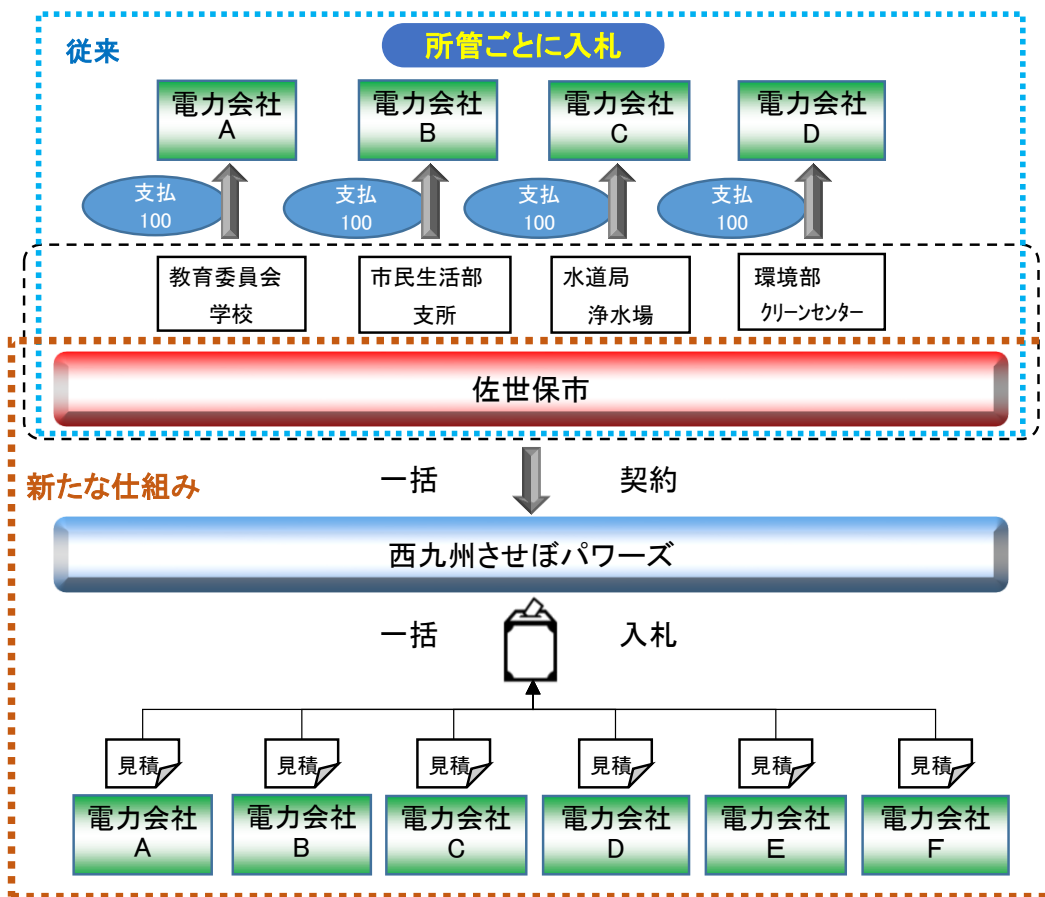 従来
所管ごとに入札
電力会社
A
電力会社
B
電力会社
C
電力会社
D
支払
100
支払
100
支払
100
支払
100
教育委員会
学校
市民生活部
支所
水道局
浄水場
環境部
ｸﾘｰﾝｾﾝﾀｰ
佐世保市
新たな仕組み
一括 契約
西九州させぼパワーズ
一括 入札
見積
見積
見積
見積
見積
見積
電力会社
A
電力会社
B
電力会社
C
電力会社
D
電力会社
E
電力会社
F